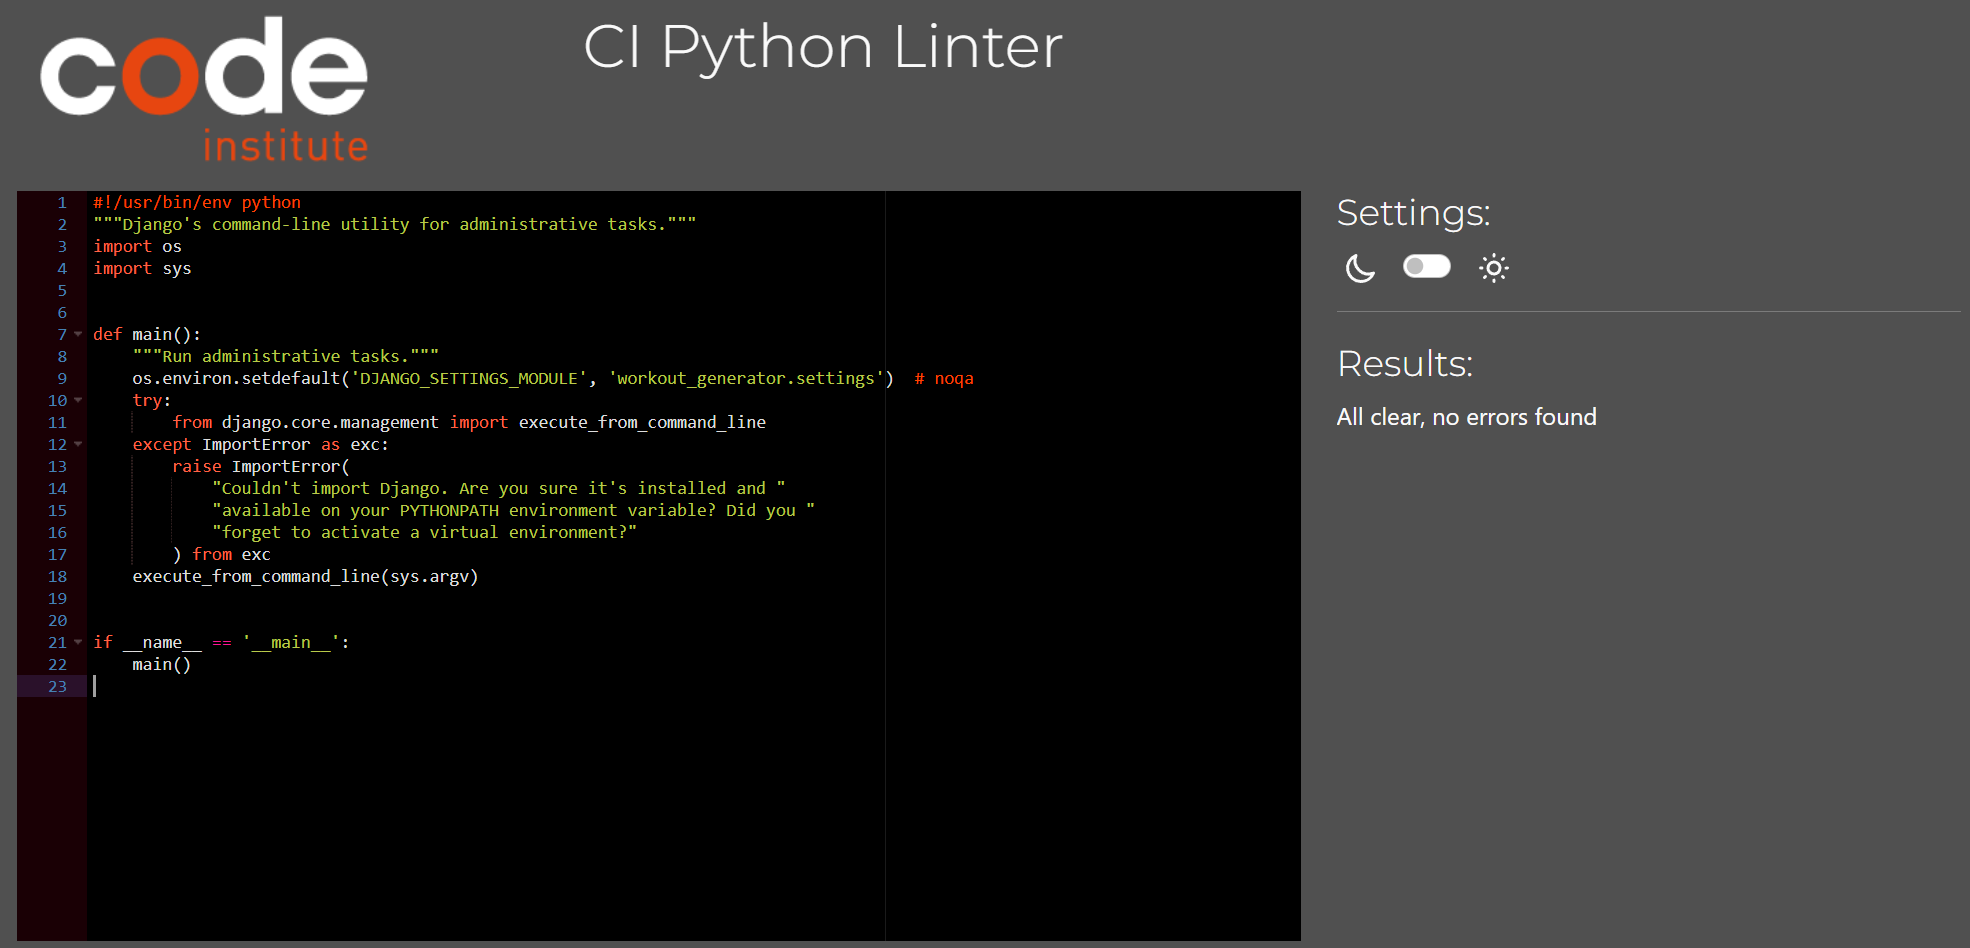 code
institute
CI Python Linter
1 #!/usr/bin/env python
2 """Django's command-line utility for administrative tasks."""
3 import os
4 import sys
5
6
7 def main():
8     """Run administrative tasks."""
9     os.environ.setdefault('DJANGO_SETTINGS_MODULE', 'workout_generator.settings')  # noqa
10     try:
11         from django.core.management import execute_from_command_line
12     except ImportError as exc:
13         raise ImportError(
14             "Couldn't import Django. Are you sure it's installed and "
15             "available on your PYTHONPATH environment variable? Did you "
16             "forget to activate a virtual environment?"
17         ) from exc
18     execute_from_command_line(sys.argv)
19
20
21 if __name__ == '__main__':
22     main()
23
Settings:
Results:
All clear, no errors found